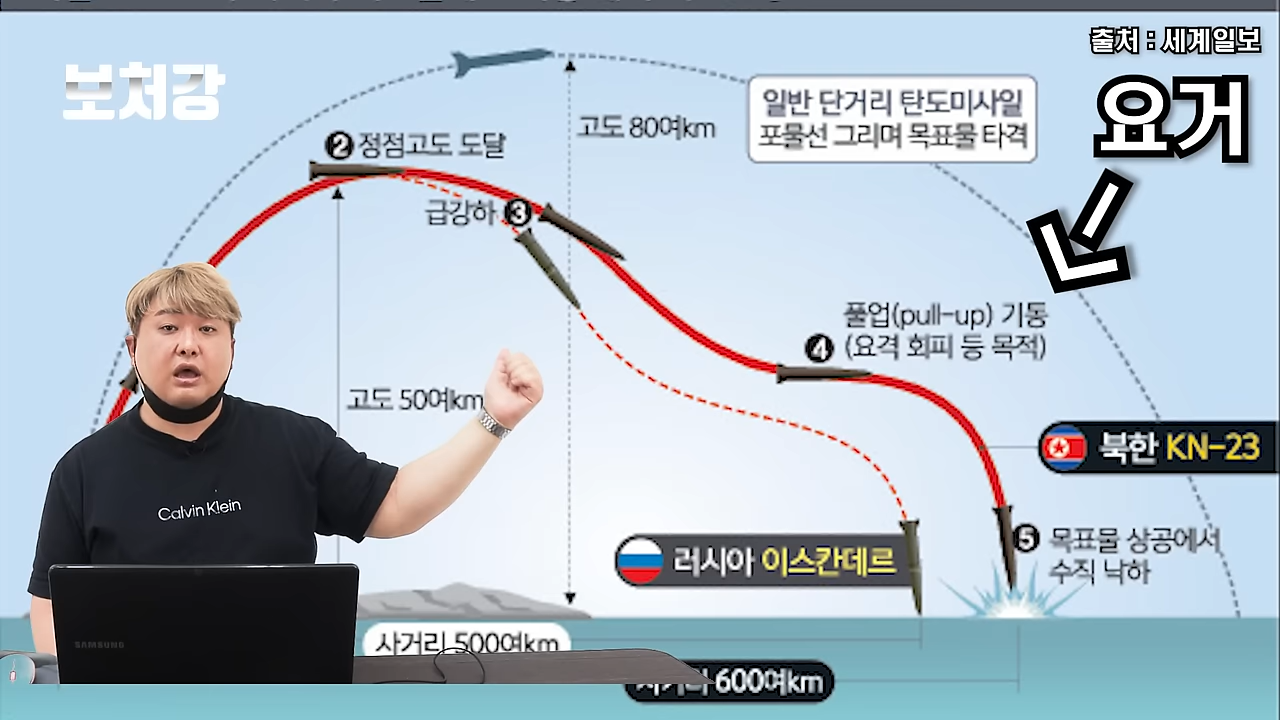 출처 : 세계일보
보처강
요거
일반 단거리 탄도미사일
포물선 그리며 목표물 타격
고도 80여km
❷ 정점고도 도달
급강하 ❸
풀업(pull-up) 기동
❹ (요격 회피 등 목적)
고도 50여km
북한 KN-23
❺ 목표물 상공에서
수직 낙하
러시아 이스칸데르
Calvin Klein
SAMSUNG
사거리 500여km
사거리 600여km